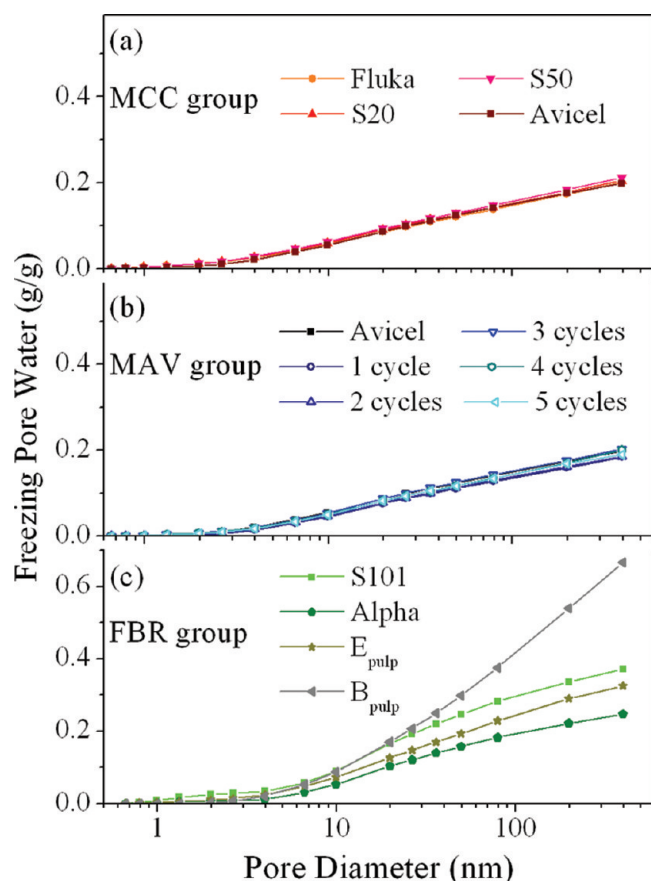 (a)
MCC group
Fluka
S50
S20
Avicel
0.4
0.2
0.0
(b)
MAV group
Avicel
3 cycles
1 cycle
4 cycles
2 cycles
5 cycles
0.4
0.2
0.0
Freezing Pore Water (g/g)
(c)
FBR group
S101
Alpha
E_pulp
B_pulp
0.6
0.4
0.2
0.0
1 10 100
Pore Diameter (nm)